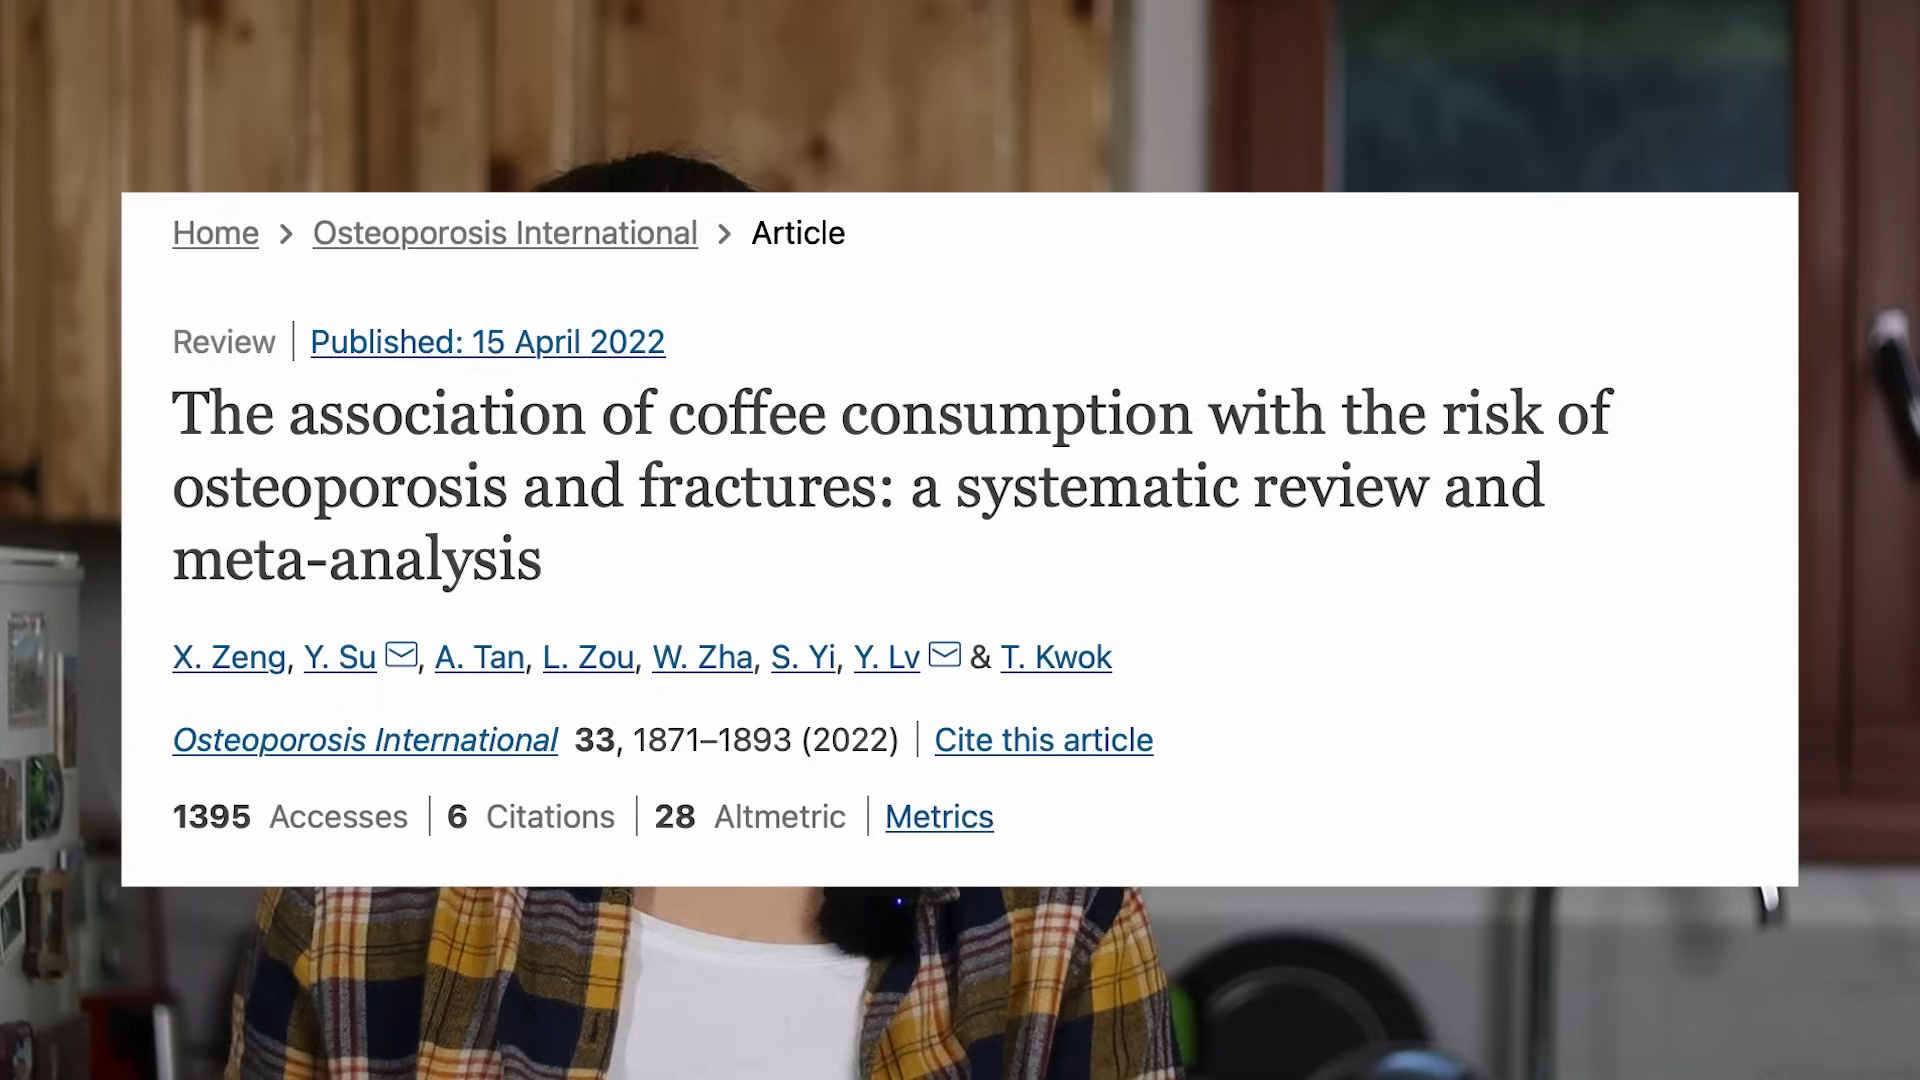 Home > Osteoporosis International > Article
Review | Published: 15 April 2022
The association of coffee consumption with the risk of
osteoporosis and fractures: a systematic review and
meta-analysis
X. Zeng, Y. Su, A. Tan, L. Zou, W. Zha, S. Yi, Y. Lv & T. Kwok
Osteoporosis International 33, 1871–1893 (2022) | Cite this article
1395 Accesses | 6 Citations | 28 Altmetric | Metrics